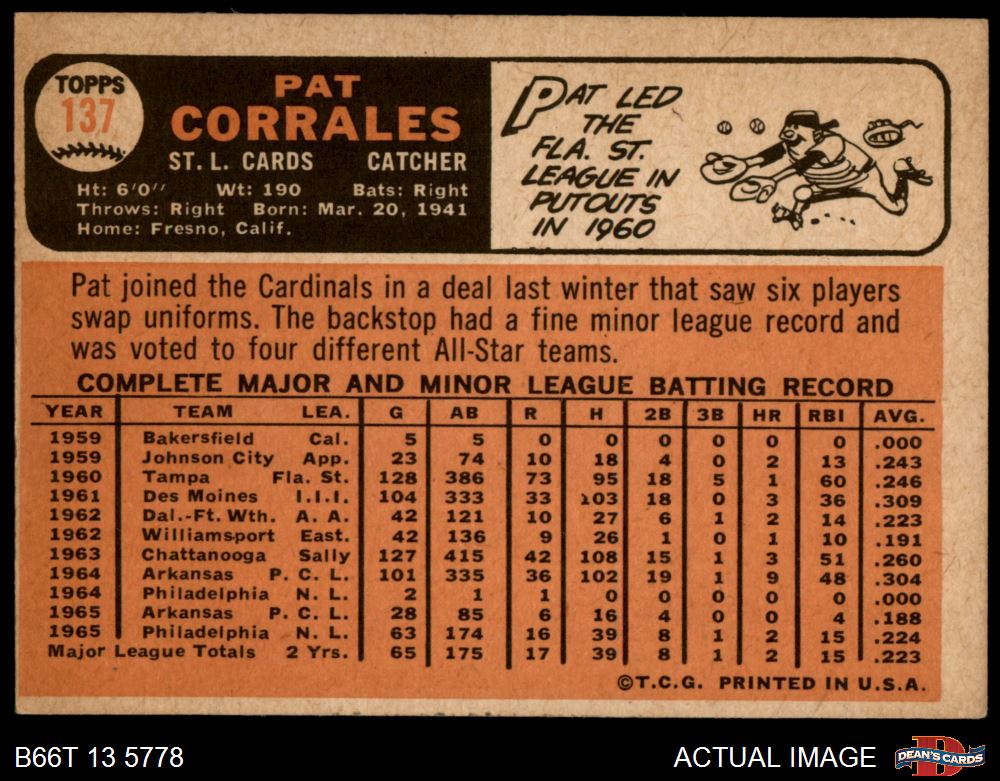 TOPPS
137
PAT
CORRALES
ST. L. CARDS CATCHER
Ht: 6'0" Wt: 190 Bats: Right
Throws: Right Born: Mar. 20, 1941
Home: Fresno, Calif.
PAT LED
THE
FLA. ST.
LEAGUE IN
PUTOUTS
IN 1960
Pat joined the Cardinals in a deal last winter that saw six players
swap uniforms. The backstop had a fine minor league record and
was voted to four different All-Star teams.
COMPLETE MAJOR AND MINOR LEAGUE BATTING RECORD
YEAR TEAM LEA. G AB R H 2B 3B HR RBI AVG.
1959 Bakersfield Cal. 5 5 0 0 0 0 0 0 .000
1959 Johnson City App. 23 74 10 18 4 0 2 13 .243
1960 Tampa Fla. St. 128 386 73 95 18 5 1 60 .246
1961 Des Moines I.I.I. 104 333 33 103 18 0 3 36 .309
1962 Dal.-Ft. Wth. A. A. 42 121 10 27 6 1 2 14 .223
1962 Williamsport East. 42 136 9 26 1 0 1 10 .191
1963 Chattanooga Sally 127 415 42 108 15 1 3 51 .260
1964 Arkansas P. C. L. 101 335 36 102 19 1 9 48 .304
1964 Philadelphia N. L. 2 1 1 0 0 0 0 0 .000
1965 Arkansas P. C. L. 28 85 6 16 4 0 0 4 .188
1965 Philadelphia N. L. 63 174 16 39 8 1 2 15 .224
Major League Totals 2 Yrs. 65 175 17 39 8 1 2 15 .223
©T.C.G. PRINTED IN U.S.A.
B66T 13 5778
ACTUAL IMAGE
DEAN'S CARDS